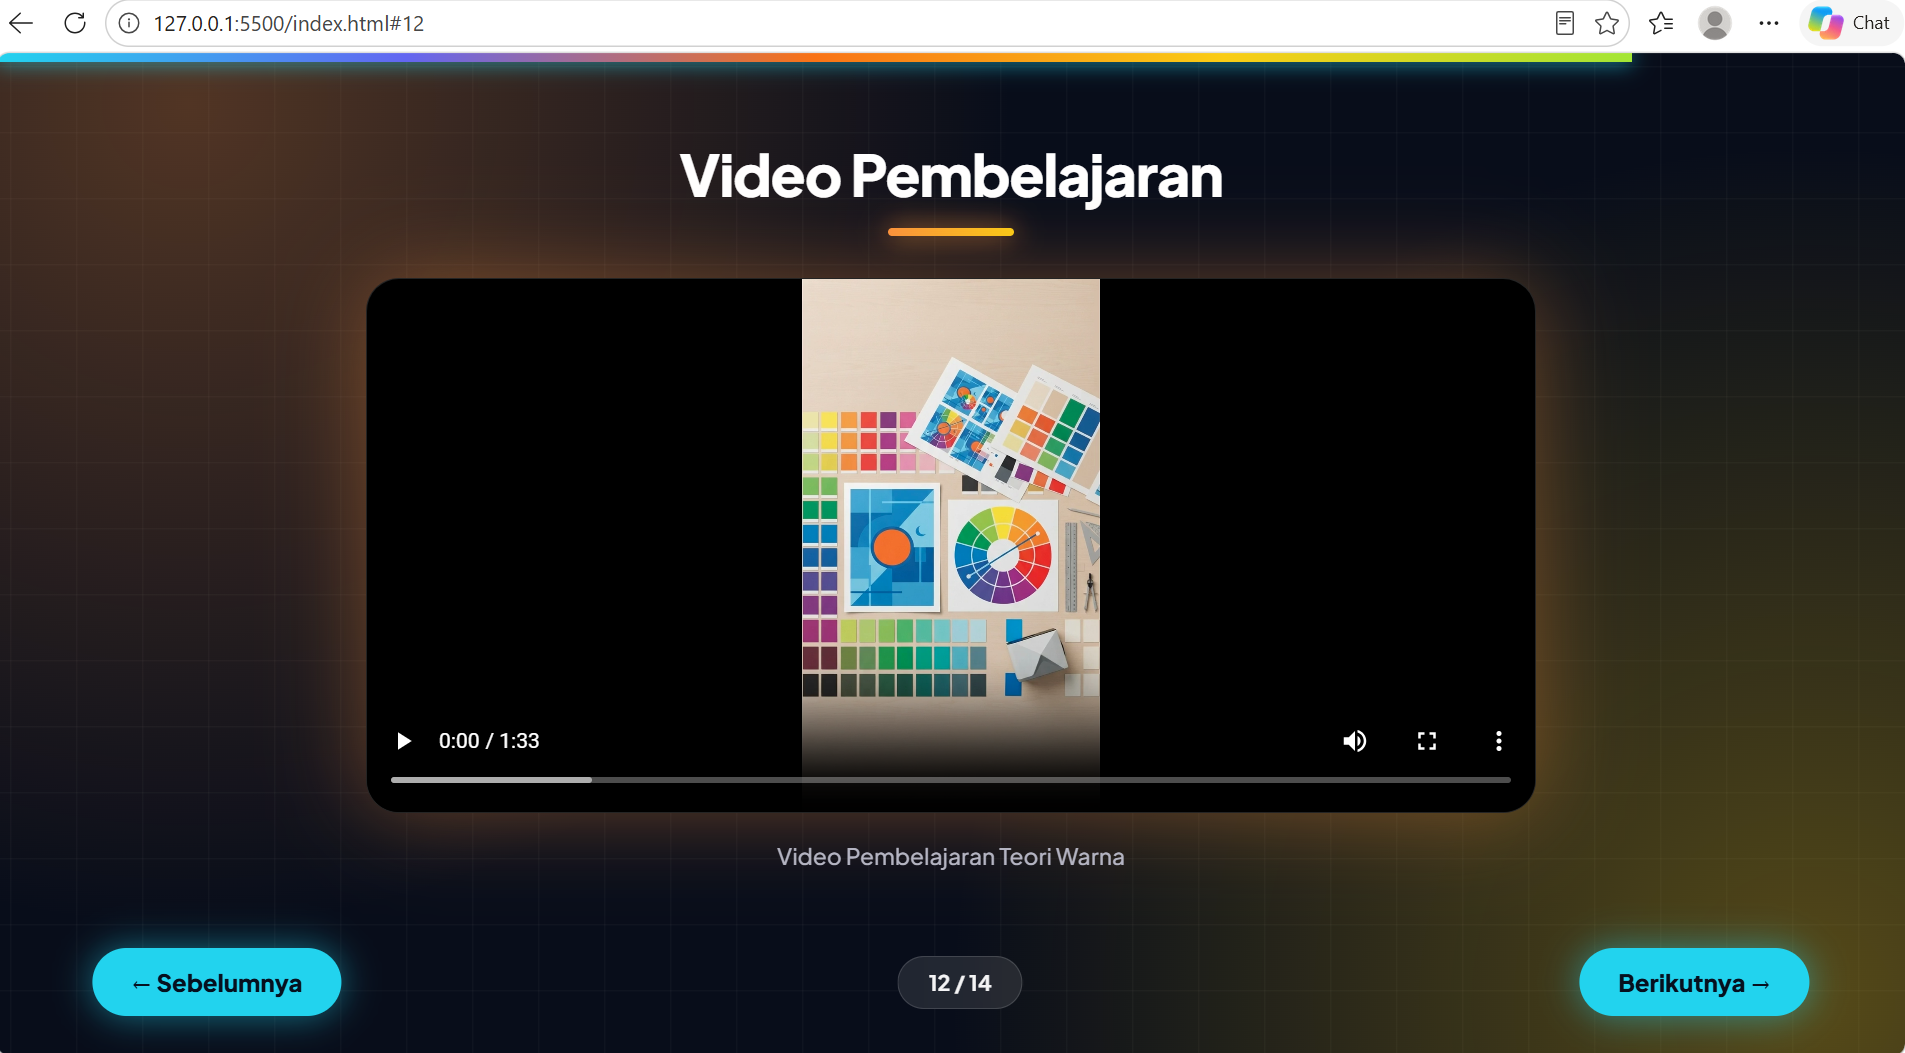 127.0.0.1:5500/index.html#12
Chat
Video Pembelajaran
0:00 / 1:33
Video Pembelajaran Teori Warna
← Sebelumnya
12 / 14
Berikutnya →